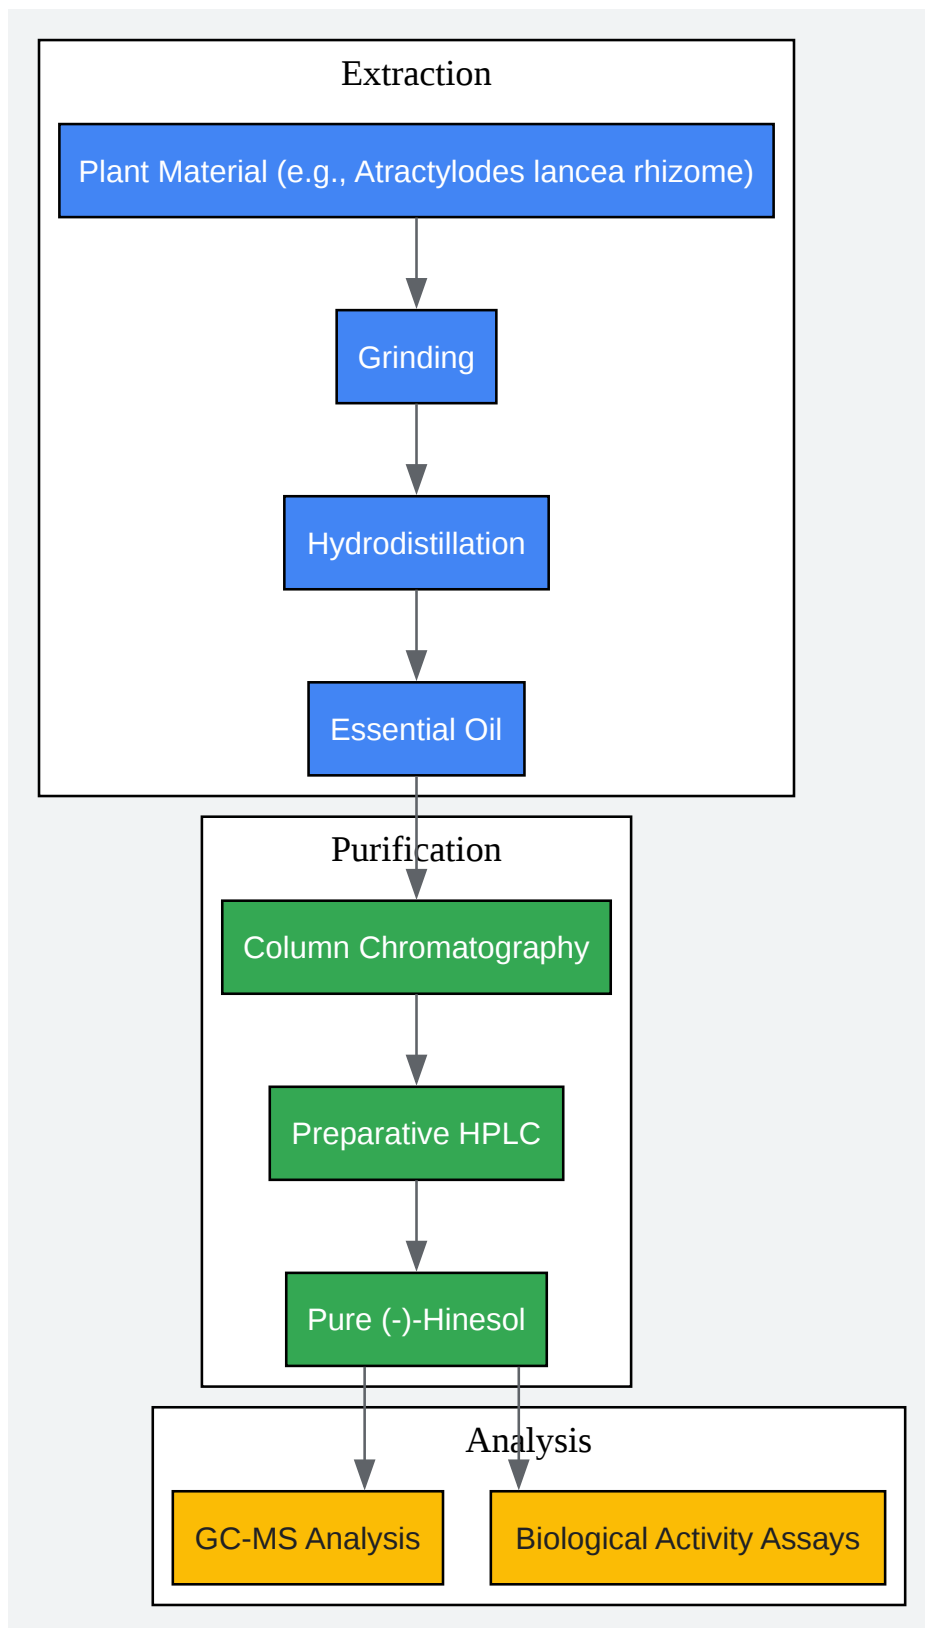 Extraction
Plant Material (e.g., Atractylodes lancea rhizome)
Grinding
Hydrodistillation
Essential Oil
Purification
Column Chromatography
Preparative HPLC
Pure (-)-Hinesol
Analysis
GC-MS Analysis
Biological Activity Assays